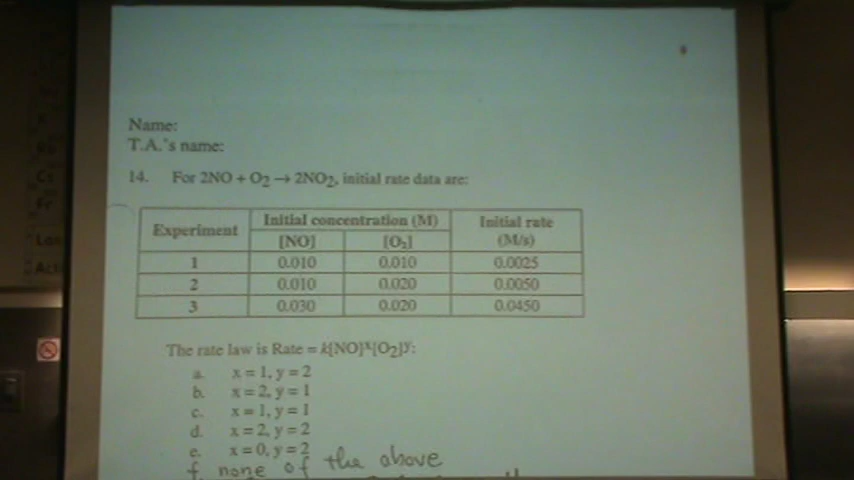 Name:
T.A.'s name:
14. For 2NO + O2 → 2NO2, initial rate data are:
Experiment Initial concentration (M) Initial rate (M/s)
[NO] [O2]
1 0.010 0.010 0.0025
2 0.010 0.020 0.0050
3 0.030 0.020 0.0450
The rate law is Rate = k[NO]ˣ[O2]ʸ:
a. x = 1, y = 2
b. x = 2, y = 1
c. x = 1, y = 1
d. x = 2, y = 2
e. x = 0, y = 2
f none of the above